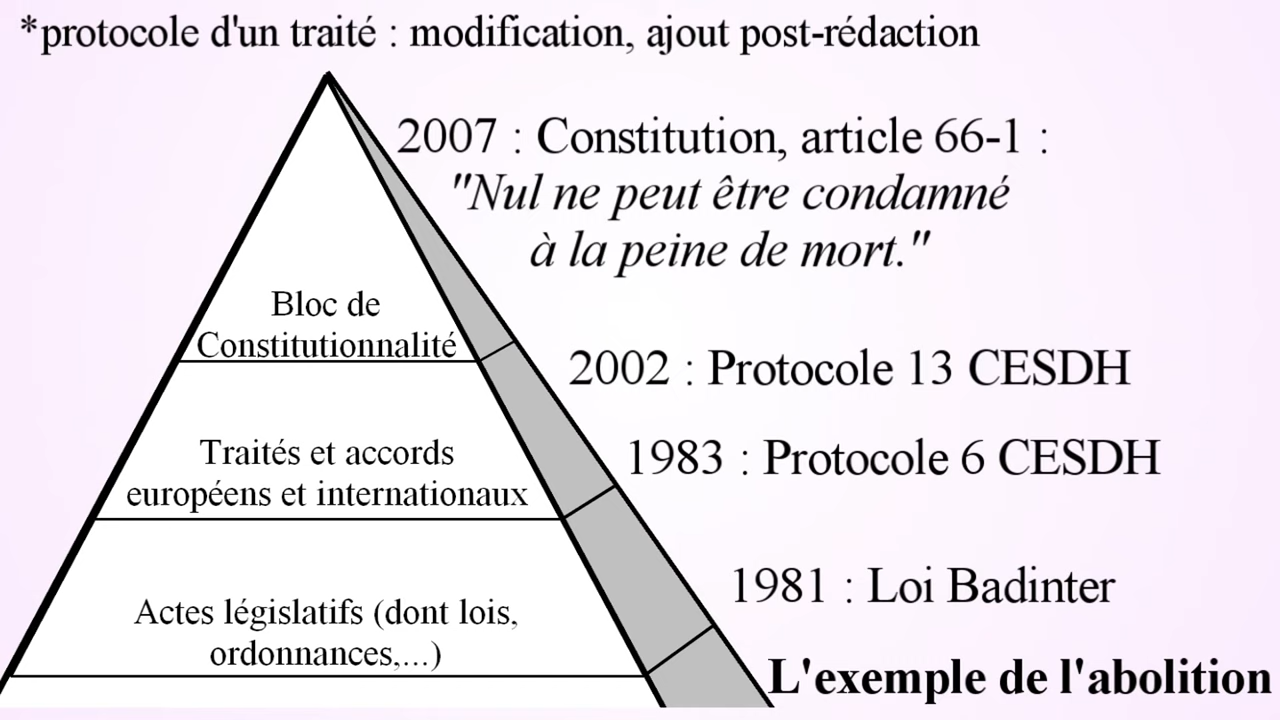 *protocole d'un traité : modification, ajout post-rédaction
2007 : Constitution, article 66-1 :
"Nul ne peut être condamné
à la peine de mort."
Bloc de
Constitutionnalité
2002 : Protocole 13 CESDH
1983 : Protocole 6 CESDH
Traités et accords
européens et internationaux
1981 : Loi Badinter
Actes législatifs (dont lois,
ordonnances,...)
L'exemple de l'abolition